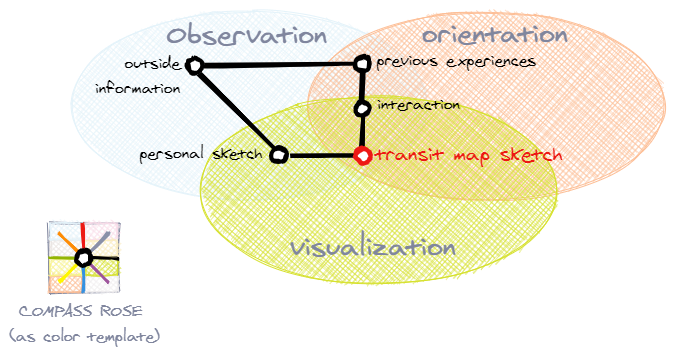 Observation
orientation
outside
information
previous experiences
interaction
personal sketch
transit map sketch
visualization
COMPASS ROSE
(as color template)